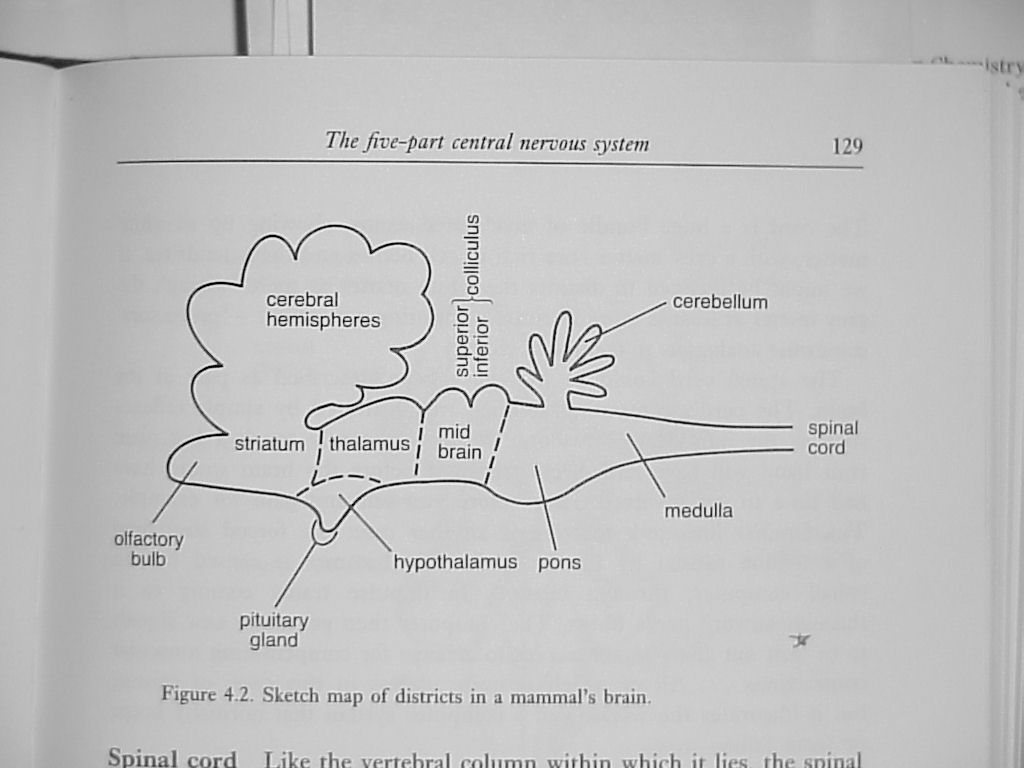 The five-part central nervous system 129
colliculus
superior
inferior
cerebral
hemispheres
cerebellum
striatum
thalamus
mid
brain
spinal
cord
medulla
olfactory
bulb
hypothalamus
pons
pituitary
gland
Figure 4.2. Sketch map of districts in a mammal's brain.
Spinal cord Like the vertebral column within which it lies, the spinal